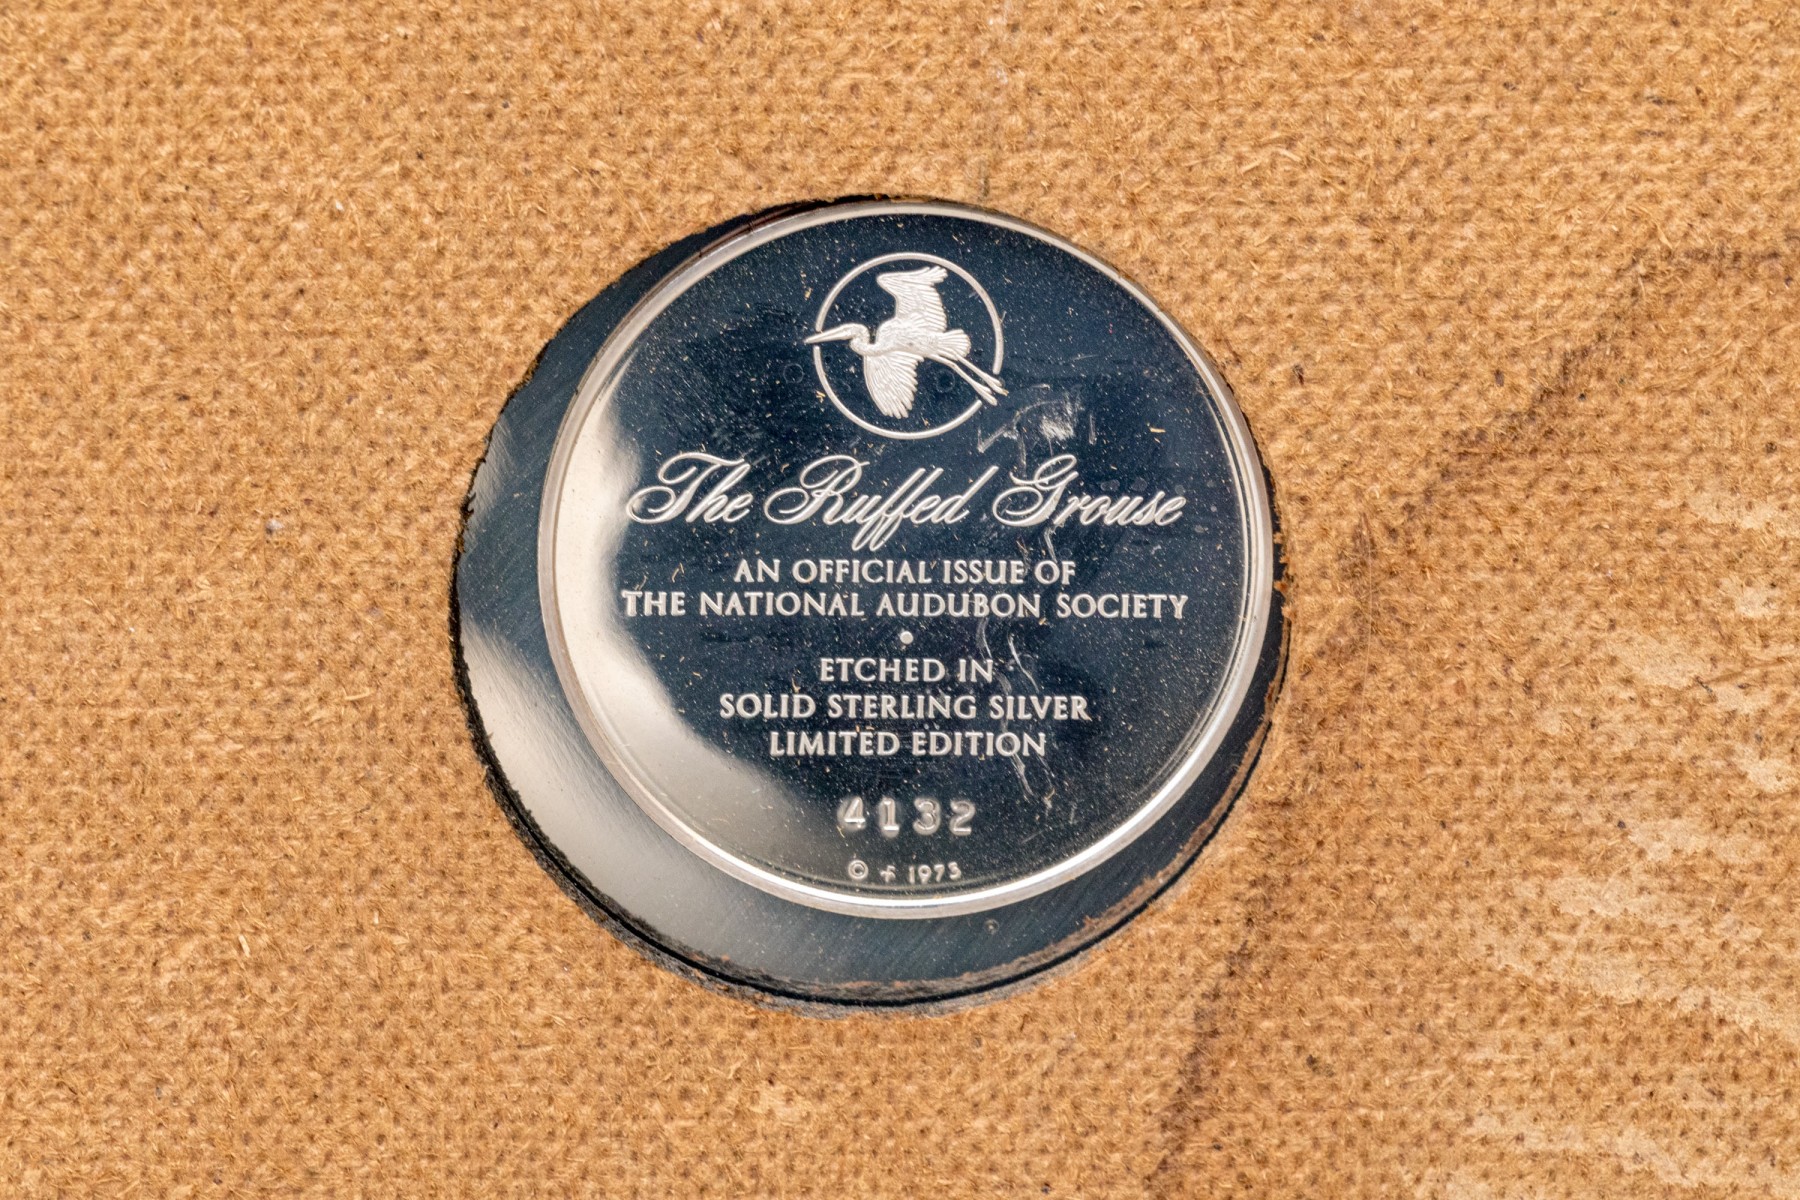 The Ruffed Grouse
AN OFFICIAL ISSUE OF
THE NATIONAL AUDUBON SOCIETY
•
ETCHED IN
SOLID STERLING SILVER
LIMITED EDITION
4132
© f 1973